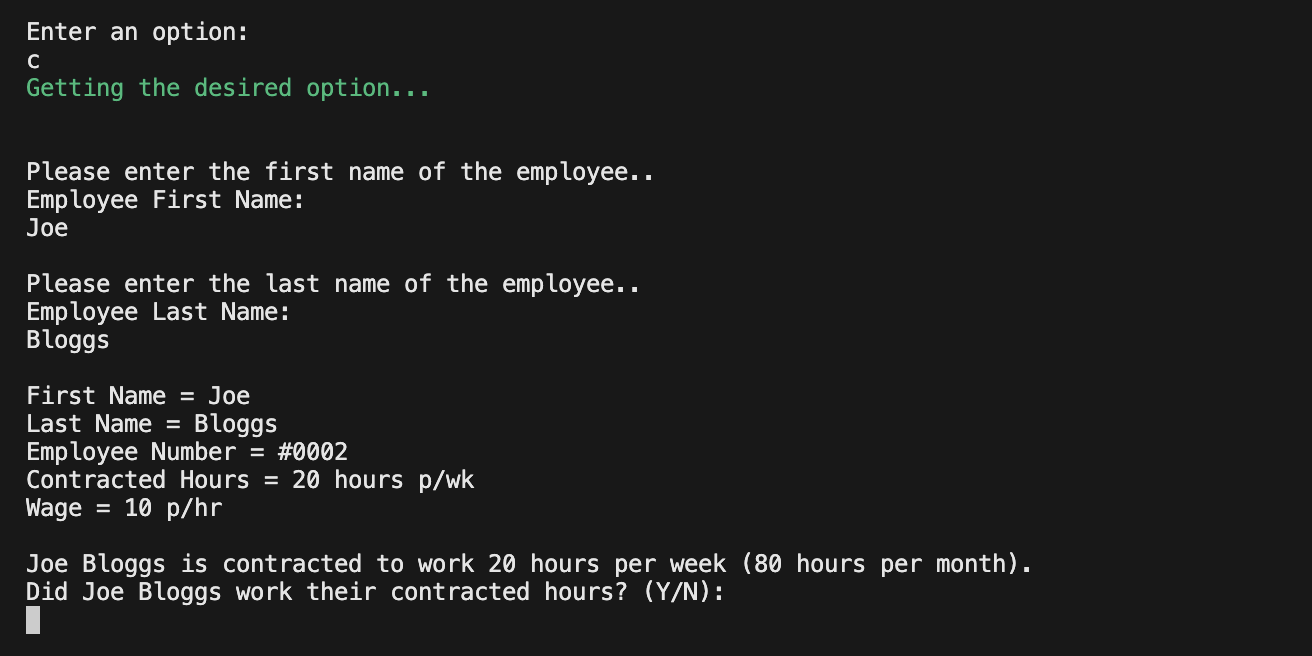 Enter an option:
c
Getting the desired option...
Please enter the first name of the employee..
Employee First Name:
Joe
Please enter the last name of the employee..
Employee Last Name:
Bloggs
First Name = Joe
Last Name = Bloggs
Employee Number = #0002
Contracted Hours = 20 hours p/wk
Wage = 10 p/hr
Joe Bloggs is contracted to work 20 hours per week (80 hours per month).
Did Joe Bloggs work their contracted hours? (Y/N):